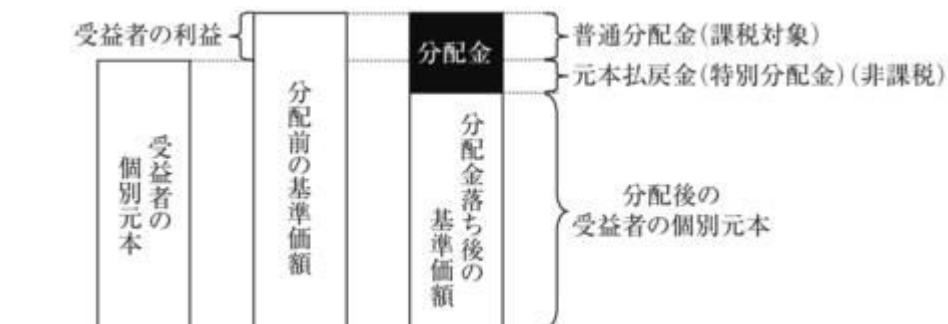 受益者の利益
受益者の
個別元本
分配前の基準価額
分配金
分配金落ち後の
基準価額
普通分配金(課税対象)
元本払戻金(特別分配金)(非課税)
分配後の
受益者の個別元本